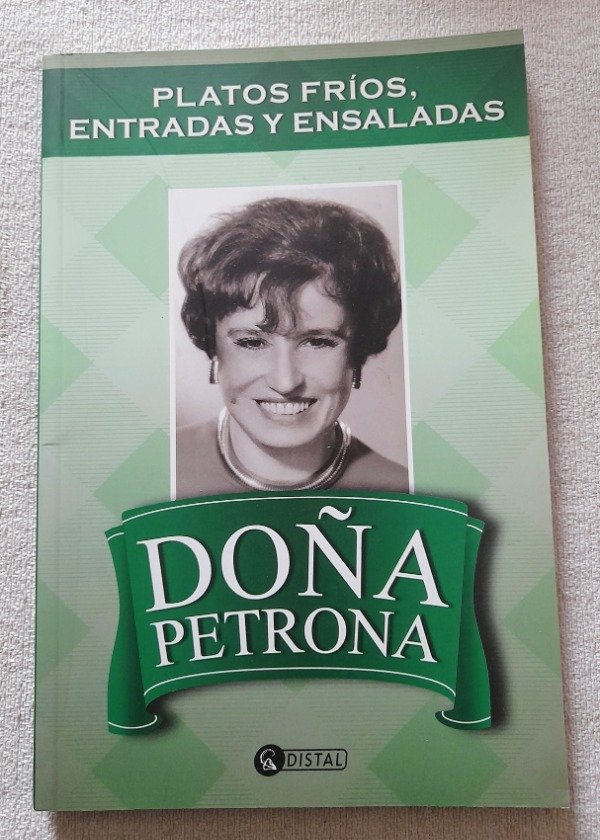 PLATOS FRÍOS,
ENTRADAS Y ENSALADAS
DOÑA
PETRONA
DISTAL